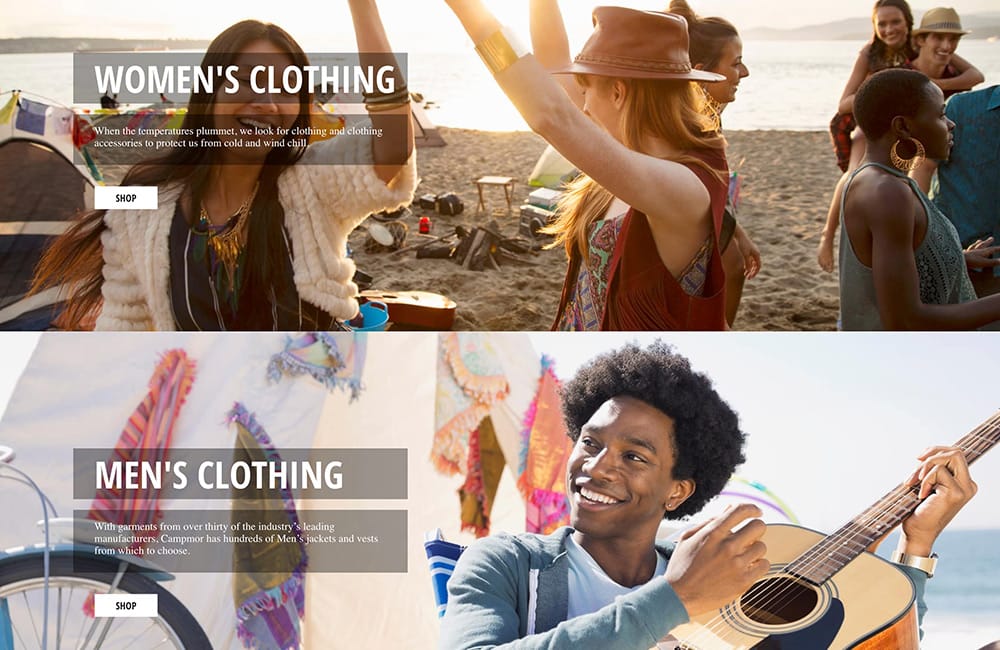 WOMEN'S CLOTHING
When the temperatures plummet, we look for clothing and clothing
accessories to protect us from cold and wind chill.
SHOP
MEN'S CLOTHING
With garments from over thirty of the industry's leading
manufacturers, Campmor has hundreds of Men's jackets and vests
from which to choose.
SHOP